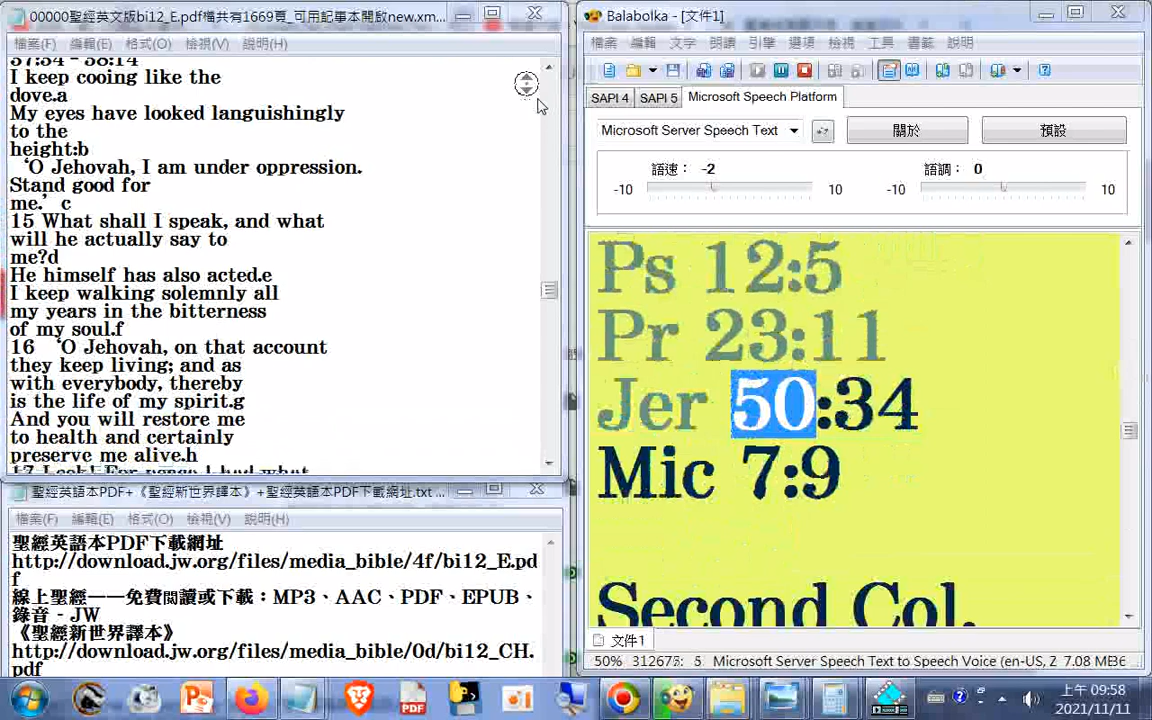 00000聖經英文版bi12_E.pdf檔共有1669頁_可用記事本開啟new.xm...
檔案(F) 編輯(E) 格式(O) 檢視(V) 說明(H)
37:34 - 38:14
I keep cooing like the
dove.a
My eyes have looked languishingly
to the
height:b
‘O Jehovah, I am under oppression.
Stand good for
me.’ c
15 What shall I speak, and what
will he actually say to
me?d
He himself has also acted.e
I keep walking solemnly all
my years in the bitterness
of my soul.f
16 ‘O Jehovah, on that account
they keep living; and as
with everybody, thereby
is the life of my spirit.g
And you will restore me
to health and certainly
preserve me alive.h
17 Look! For peace I had what
聖經英語本PDF+《聖經新世界譯本》+聖經英語本PDF下載網址.txt ...
檔案(F) 編輯(E) 格式(O) 檢視(V) 說明(H)
聖經英語本PDF下載網址
http://download.jw.org/files/media_bible/4f/bi12_E.pd
f
線上聖經——免費閱讀或下載：MP3、AAC、PDF、EPUB、
錄音 - JW
《聖經新世界譯本》
http://download.jw.org/files/media_bible/0d/bi12_CH.
pdf
Balabolka - [文件1]
檔案 編輯 文字 朗讀 引擎 選項 檢視 工具 書籤 說明
SAPI 4 SAPI 5 Microsoft Speech Platform
Microsoft Server Speech Text 關於 預設
語速： -2 語調： 0
-10 10 -10 10
Ps 12:5
Pr 23:11
Jer 50:34
Mic 7:9
Second Col.
文件1
50% 5 Microsoft Server Speech Text to Speech Voice (en-US, 2 7.08 MB
PDF
上午 09:58
2021/11/11